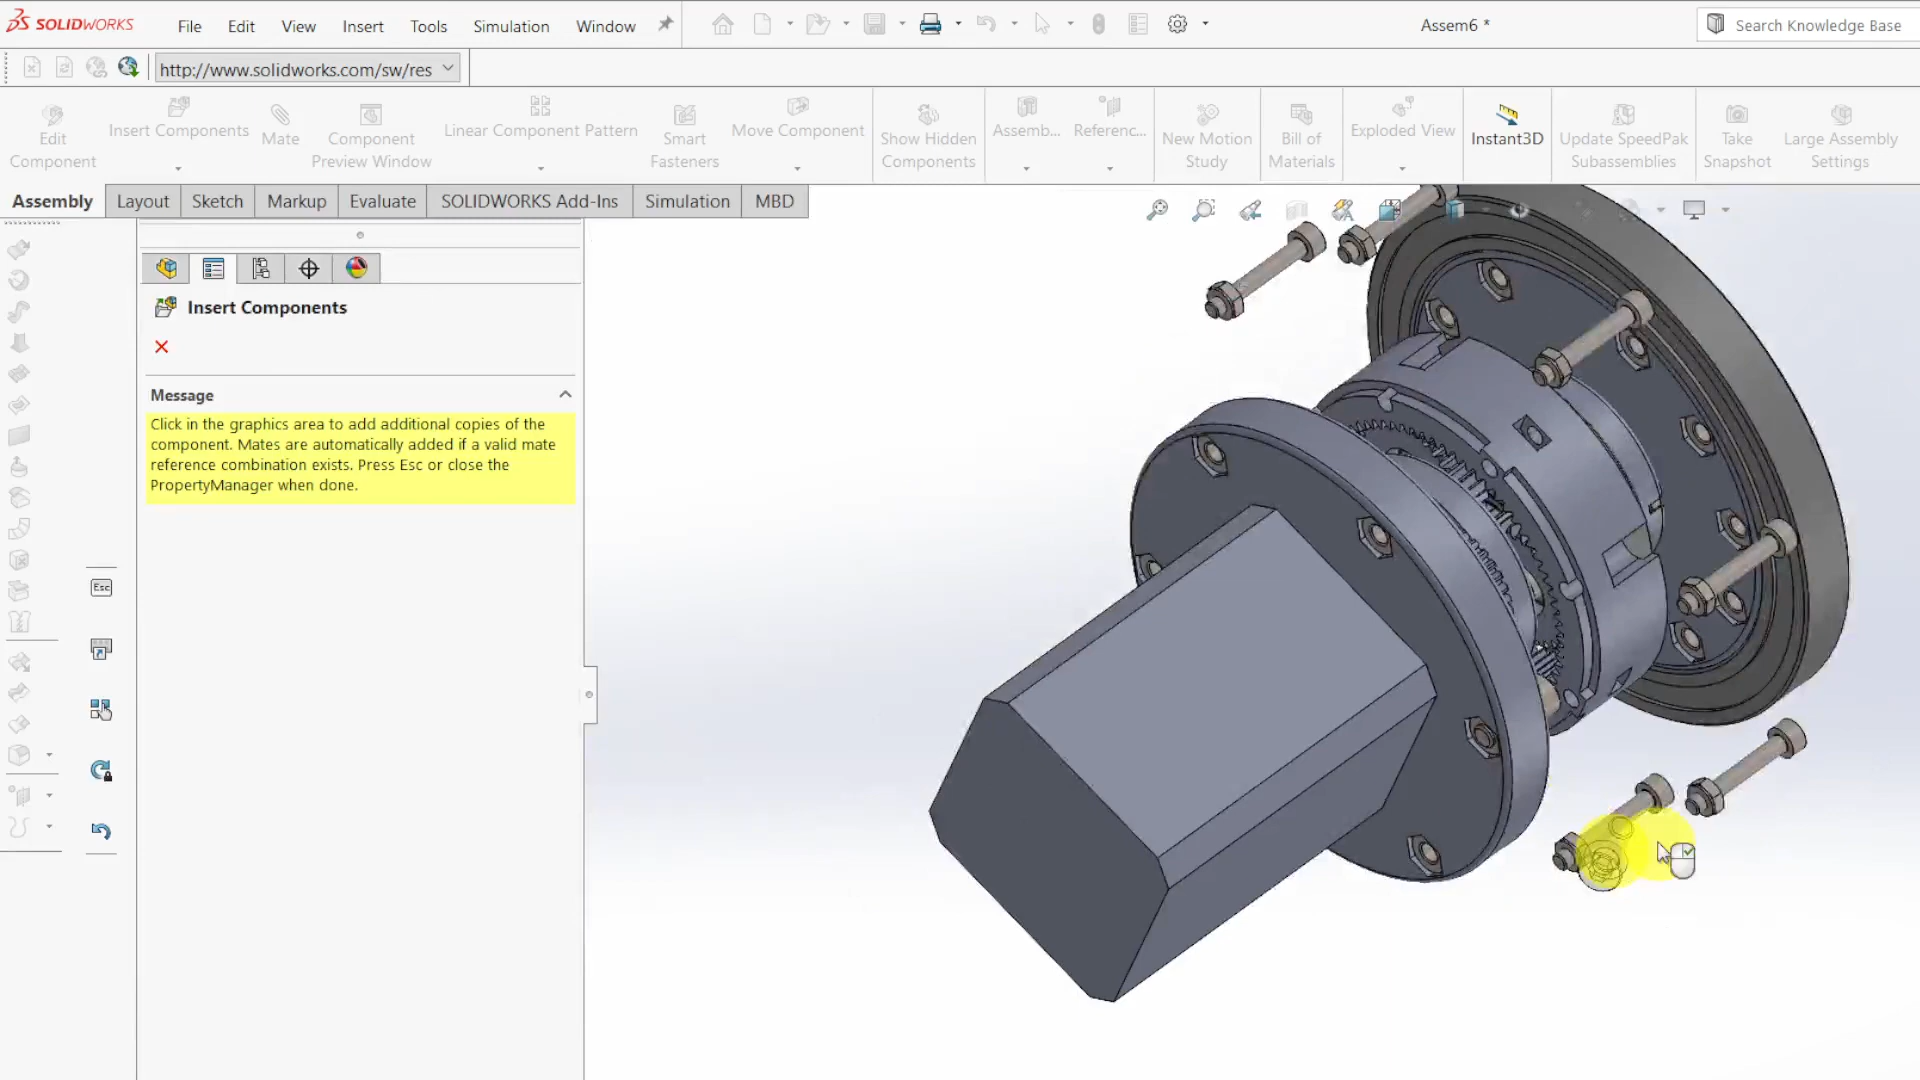 SOLIDWORKS
File Edit View Insert Tools Simulation Window
Assem6 *
Search Knowledge Base
http://www.solidworks.com/sw/res
Edit Component
Insert Components
Mate
Component Preview Window
Linear Component Pattern
Smart Fasteners
Move Component
Show Hidden Components
Assemb...
Referenc...
New Motion Study
Bill of Materials
Exploded View
Instant3D
Update SpeedPak Subassemblies
Take Snapshot
Large Assembly Settings
Assembly Layout Sketch Markup Evaluate SOLIDWORKS Add-Ins Simulation MBD
Insert Components
Message
Click in the graphics area to add additional copies of the
component. Mates are automatically added if a valid mate
reference combination exists. Press Esc or close the
PropertyManager when done.
Esc